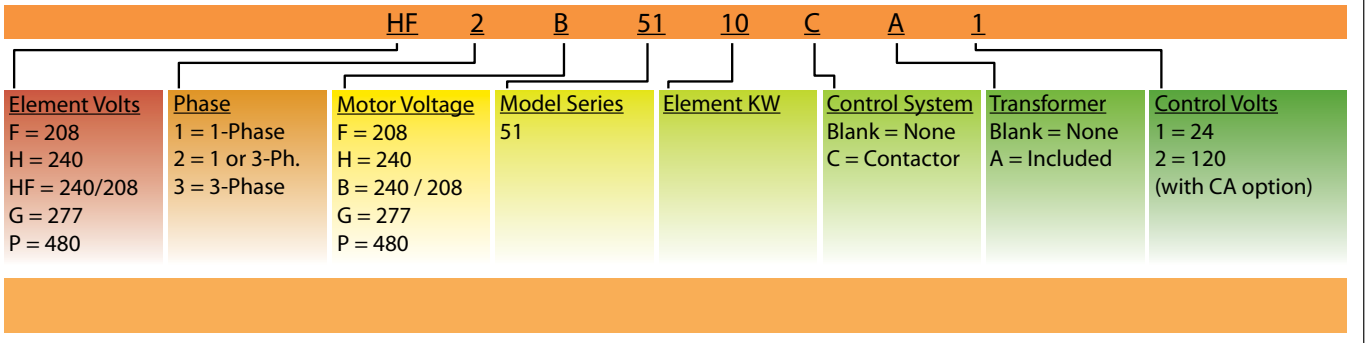 HF 2 B 51 10 C A 1
Element Volts
F = 208
H = 240
HF = 240/208
G = 277
P = 480
Phase
1 = 1-Phase
2 = 1 or 3-Ph.
3 = 3-Phase
Motor Voltage
F = 208
H = 240
B = 240 / 208
G = 277
P = 480
Model Series
51
Element KW
Control System
Blank = None
C = Contactor
Transformer
Blank = None
A = Included
Control Volts
1 = 24
2 = 120
(with CA option)